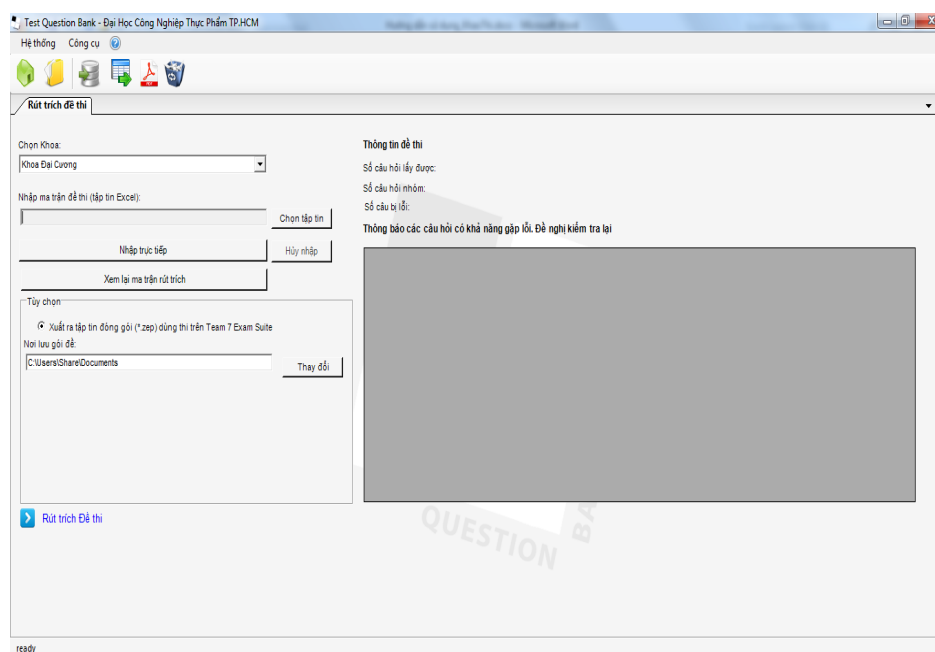 Test Question Bank - Đại Học Công Nghiệp Thực Phẩm TP.HCM
Hệ thống Công cụ
Rút trích đề thi
Chọn Khoa:
Khoa Đại Cương
Nhập ma trận đề thi (tập tin Excel):
Chọn tập tin
Nhập trực tiếp
Hủy nhập
Xem lại ma trận rút trích
Tùy chọn
Xuất ra tập tin đóng gói (*.zep) dùng thi trên Team 7 Exam Suite
Nơi lưu gói đề:
C:\Users\Share\Documents
Thay đổi
Rút trích Đề thi
Thông tin đề thi
Số câu hỏi lấy được:
Số câu hỏi nhóm:
Số câu bị lỗi:
Thông báo các câu hỏi có khả năng gặp lỗi. Đề nghị kiểm tra lại
QUESTION
BA
ready